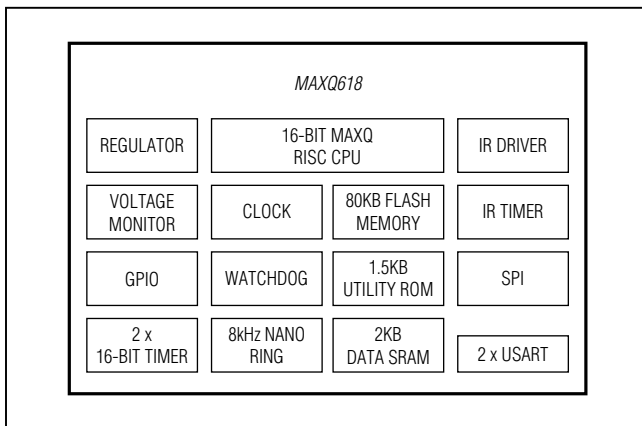 MAXQ618
REGULATOR
16-BIT MAXQ
RISC CPU
IR DRIVER
VOLTAGE
MONITOR
CLOCK
80KB FLASH
MEMORY
IR TIMER
GPIO
WATCHDOG
1.5KB
UTILITY ROM
SPI
2 x
16-BIT TIMER
8kHz NANO
RING
2KB
DATA SRAM
2 x USART